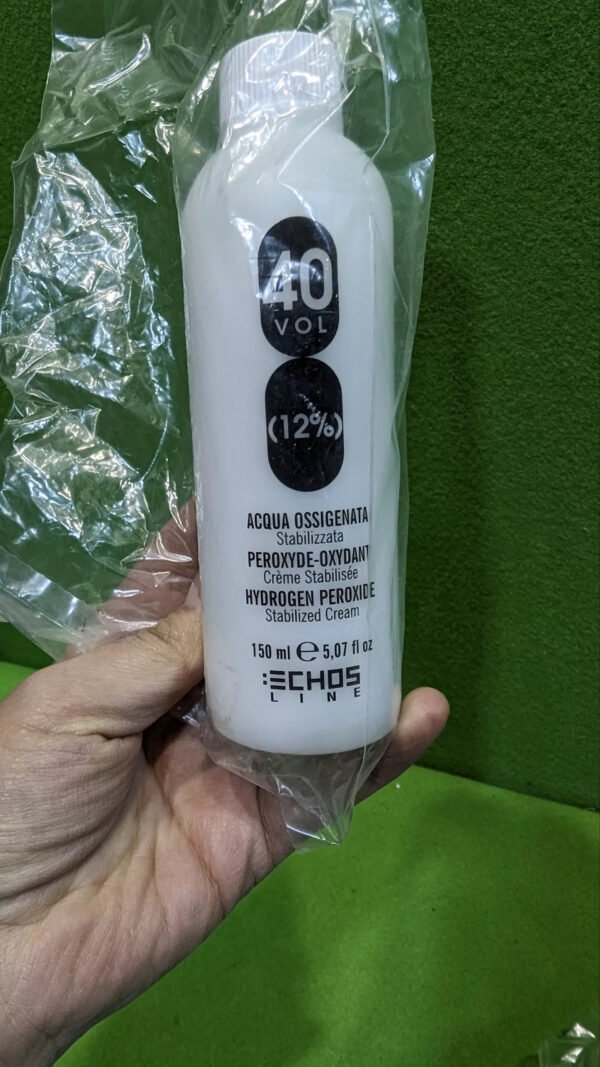 40
VOL
(12%)
ACQUA OSSIGENATA
Stabilizzata
PEROXYDE-OXYDANT
Crème Stabilisée
HYDROGEN PEROXIDE
Stabilized Cream
150 ml ℮ 5,07 fl oz
ECHOS
LINE